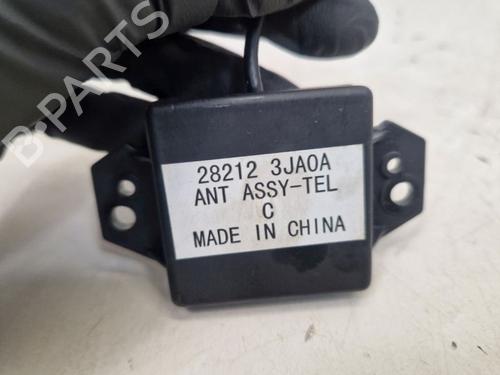 B-PARTS
28212 3JA0A
ANT ASSY-TEL
C
MADE IN CHINA